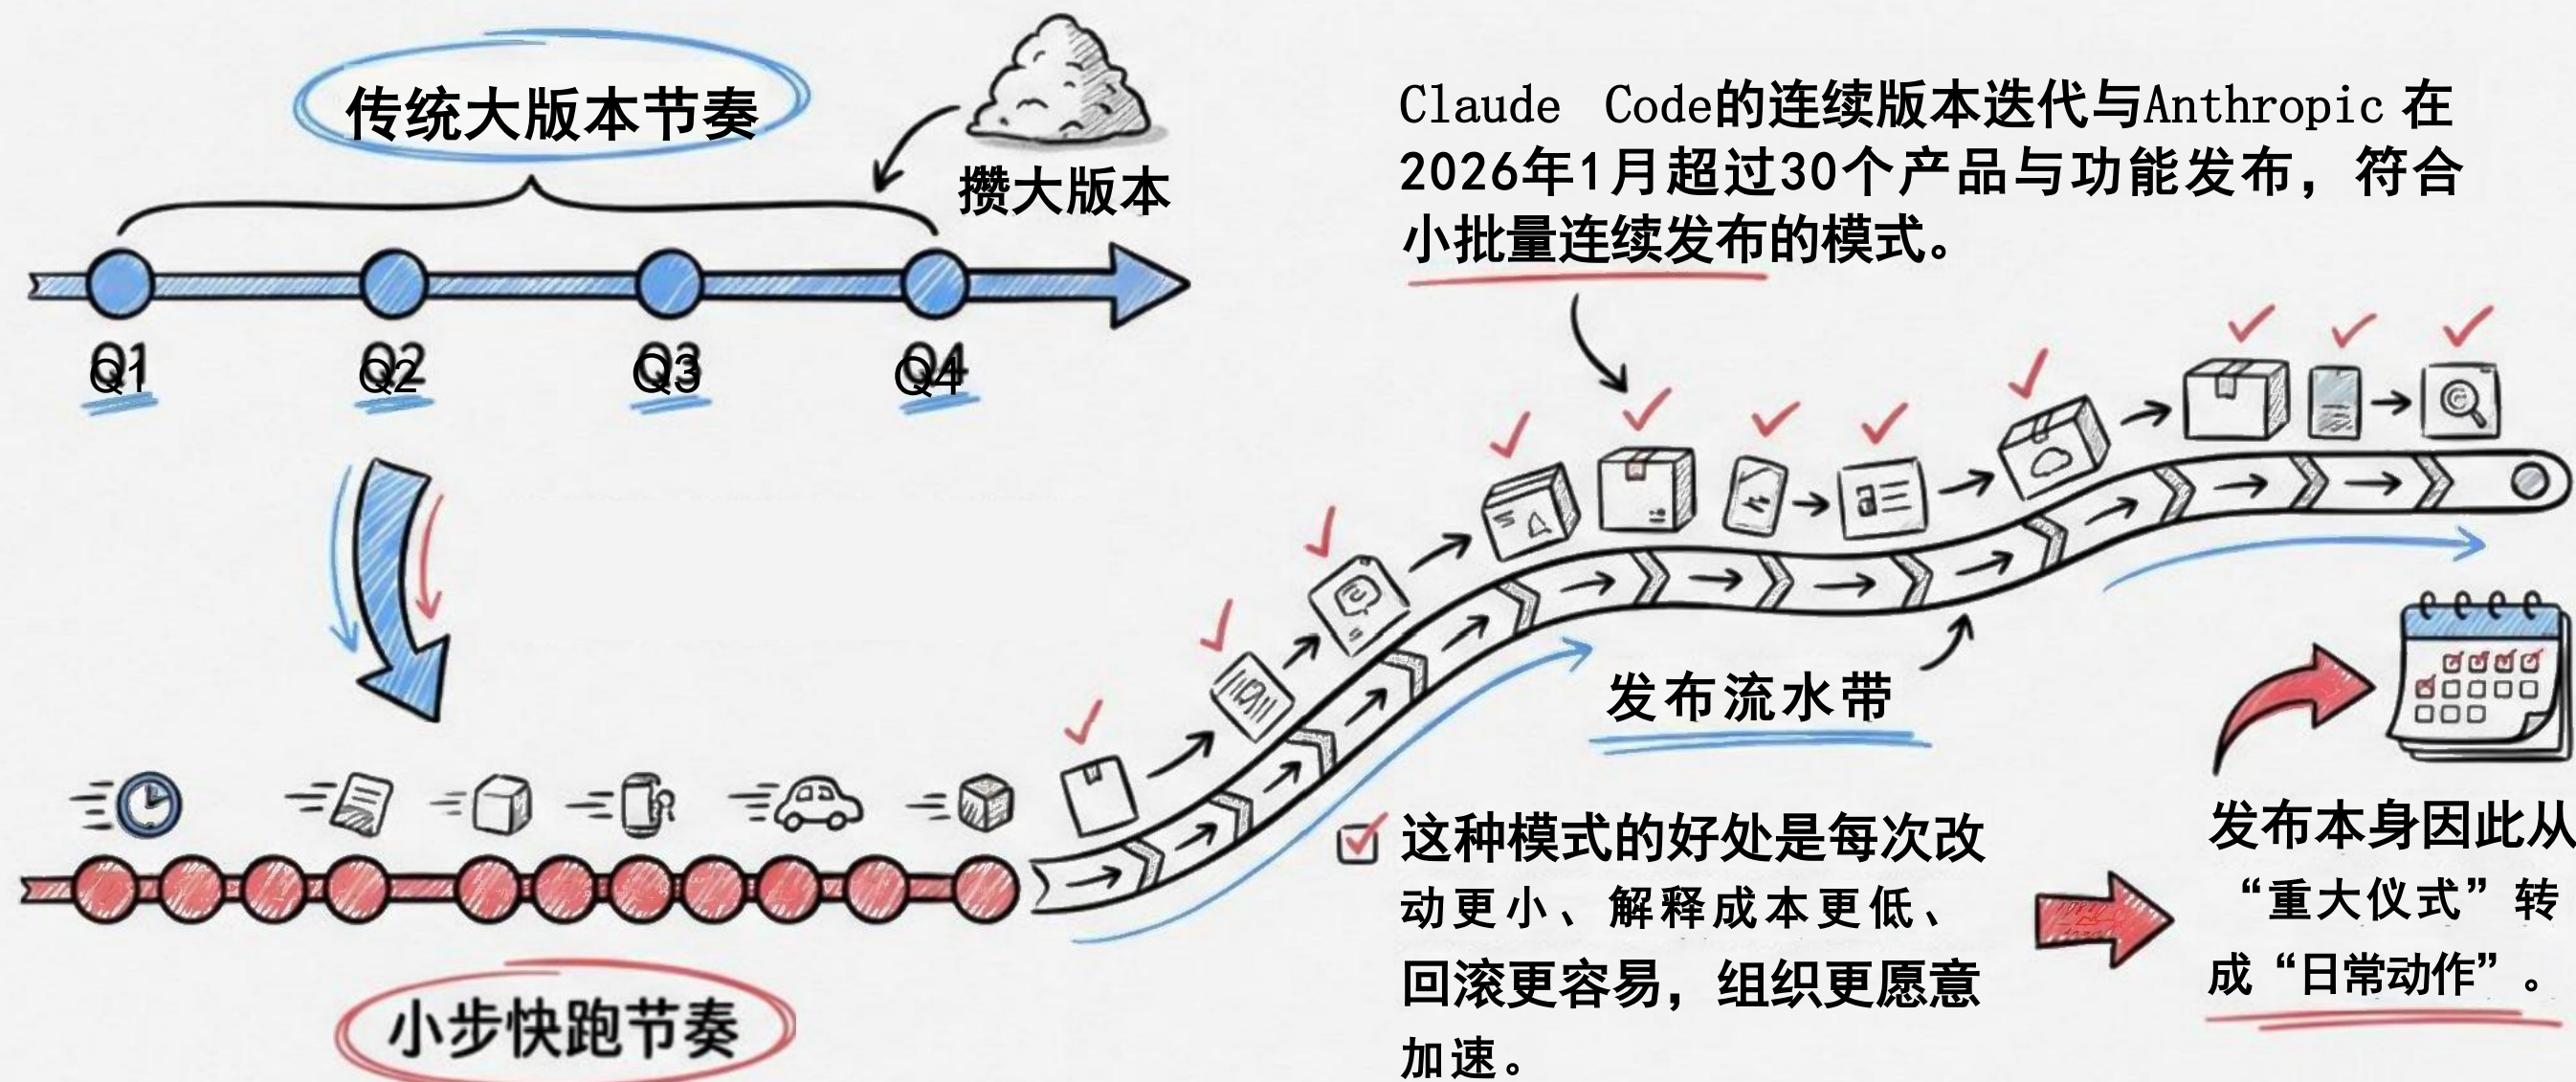 传统大版本节奏
攒大版本
Q1 Q2 Q3 Q4
Claude Code的连续版本迭代与Anthropic 在
2026年1月超过30个产品与功能发布，符合
小批量连续发布的模式。
发布流水带
小步快跑节奏
这种模式的好处是每次改
动更小、解释成本更低、
回滚更容易，组织更愿意
加速。
发布本身因此从
“重大仪式”转
成“日常动作”。